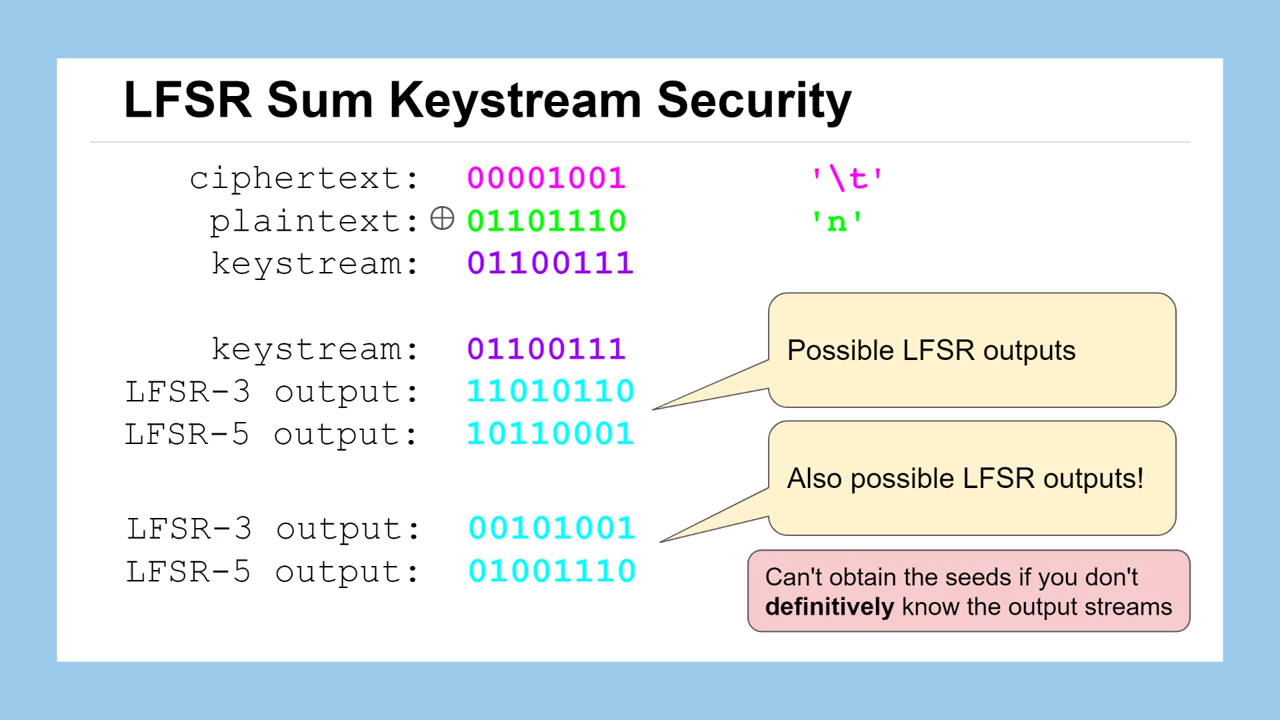 LFSR Sum Keystream Security
ciphertext: 00001001 '\t'
plaintext: ⊕ 01101110 'n'
keystream: 01100111
keystream: 01100111
LFSR-3 output: 11010110
LFSR-5 output: 10110001
Possible LFSR outputs
LFSR-3 output: 00101001
LFSR-5 output: 01001110
Also possible LFSR outputs!
Can't obtain the seeds if you don't
definitively know the output streams